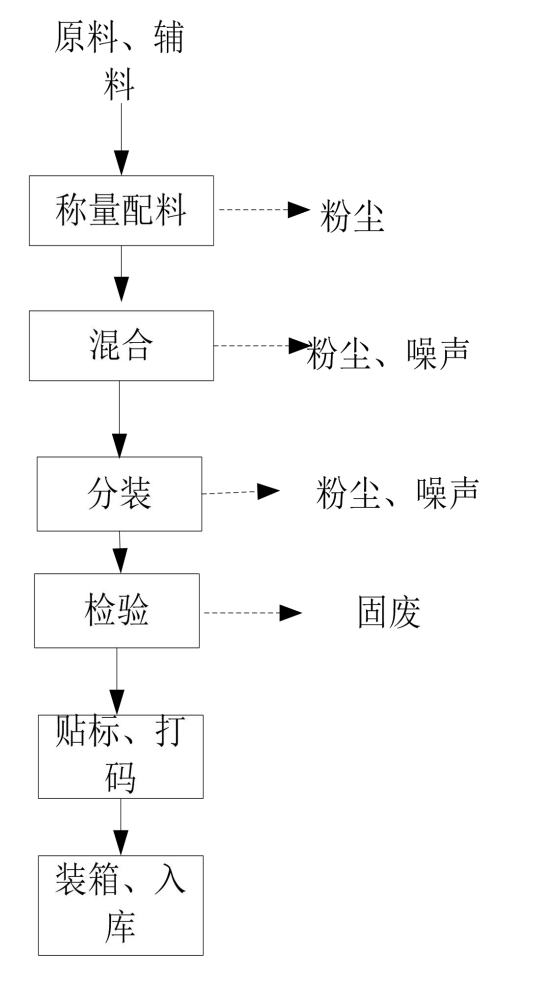 原料、辅
料
称量配料
粉尘
混合
粉尘、噪声
分装
粉尘、噪声
检验
固废
贴标、打
码
装箱、入
库